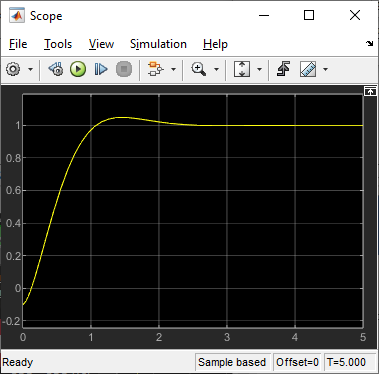 Scope
File Tools View Simulation Help
1
0.8
0.6
0.4
0.2
0
-0.2
0 1 2 3 4 5
Ready Sample based Offset=0 T=5.000